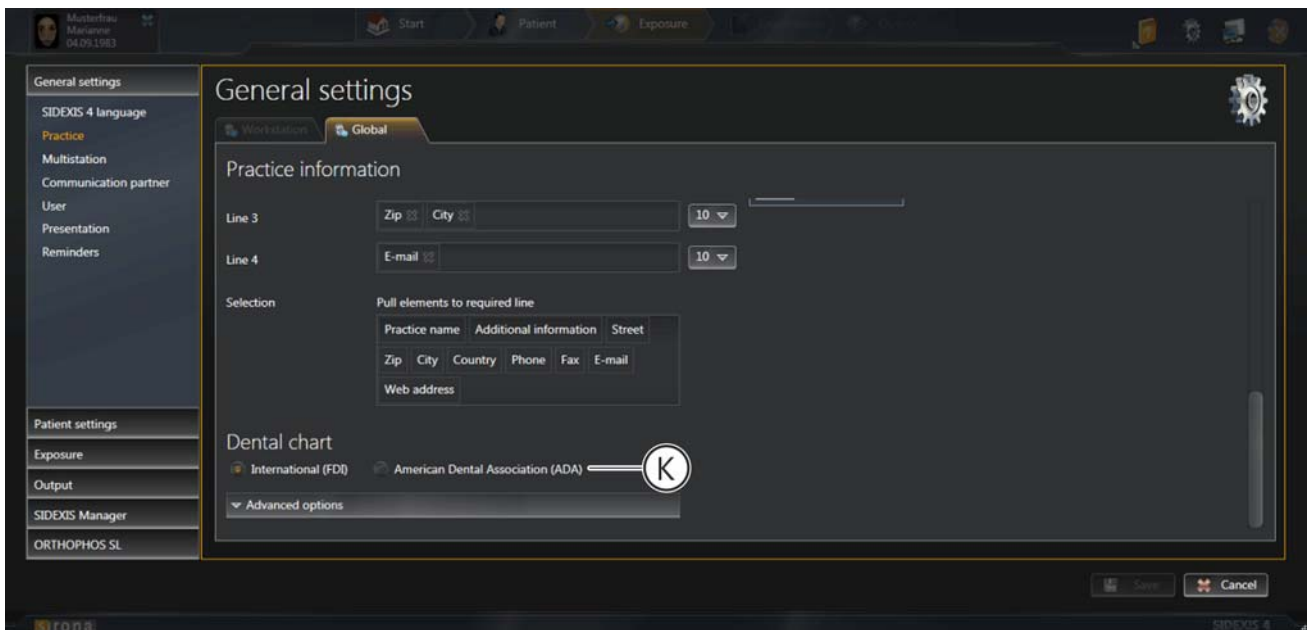 Musterfrau
Marianne
04.09.1983
Start
Patient
Exposure
General settings
SIDEXIS 4 language
Practice
Multistation
Communication partner
User
Presentation
Reminders
Patient settings
Exposure
Output
SIDEXIS Manager
ORTHOPHOS SL
General settings
Workstation
Global
Practice information
Line 3
Zip City
10
Line 4
E-mail
10
Selection
Pull elements to required line
Practice name Additional information Street
Zip City Country Phone Fax E-mail
Web address
Dental chart
International (FDI) American Dental Association (ADA)
K
Advanced options
Save
Cancel
sirona
SIDEXIS 4